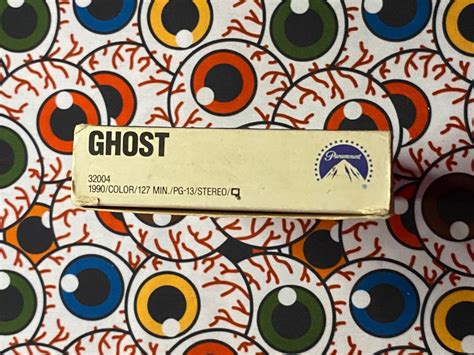 GHOST
32004
1990/COLOR/127 MIN./PG-13/STEREO/
Paramount